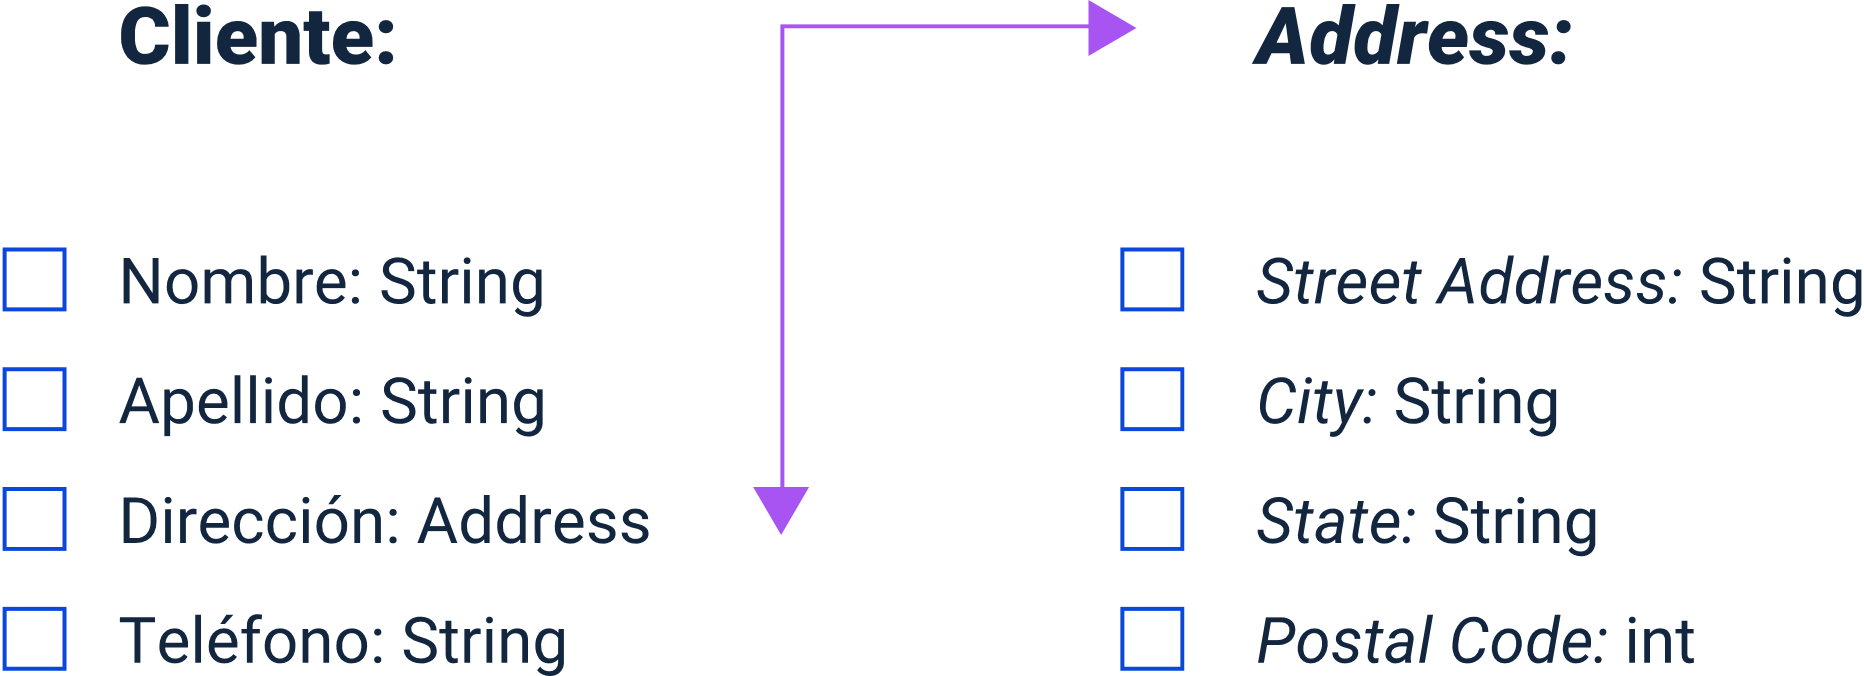 Cliente:
Nombre: String
Apellido: String
Dirección: Address
Teléfono: String
Address:
Street Address: String
City: String
State: String
Postal Code: int